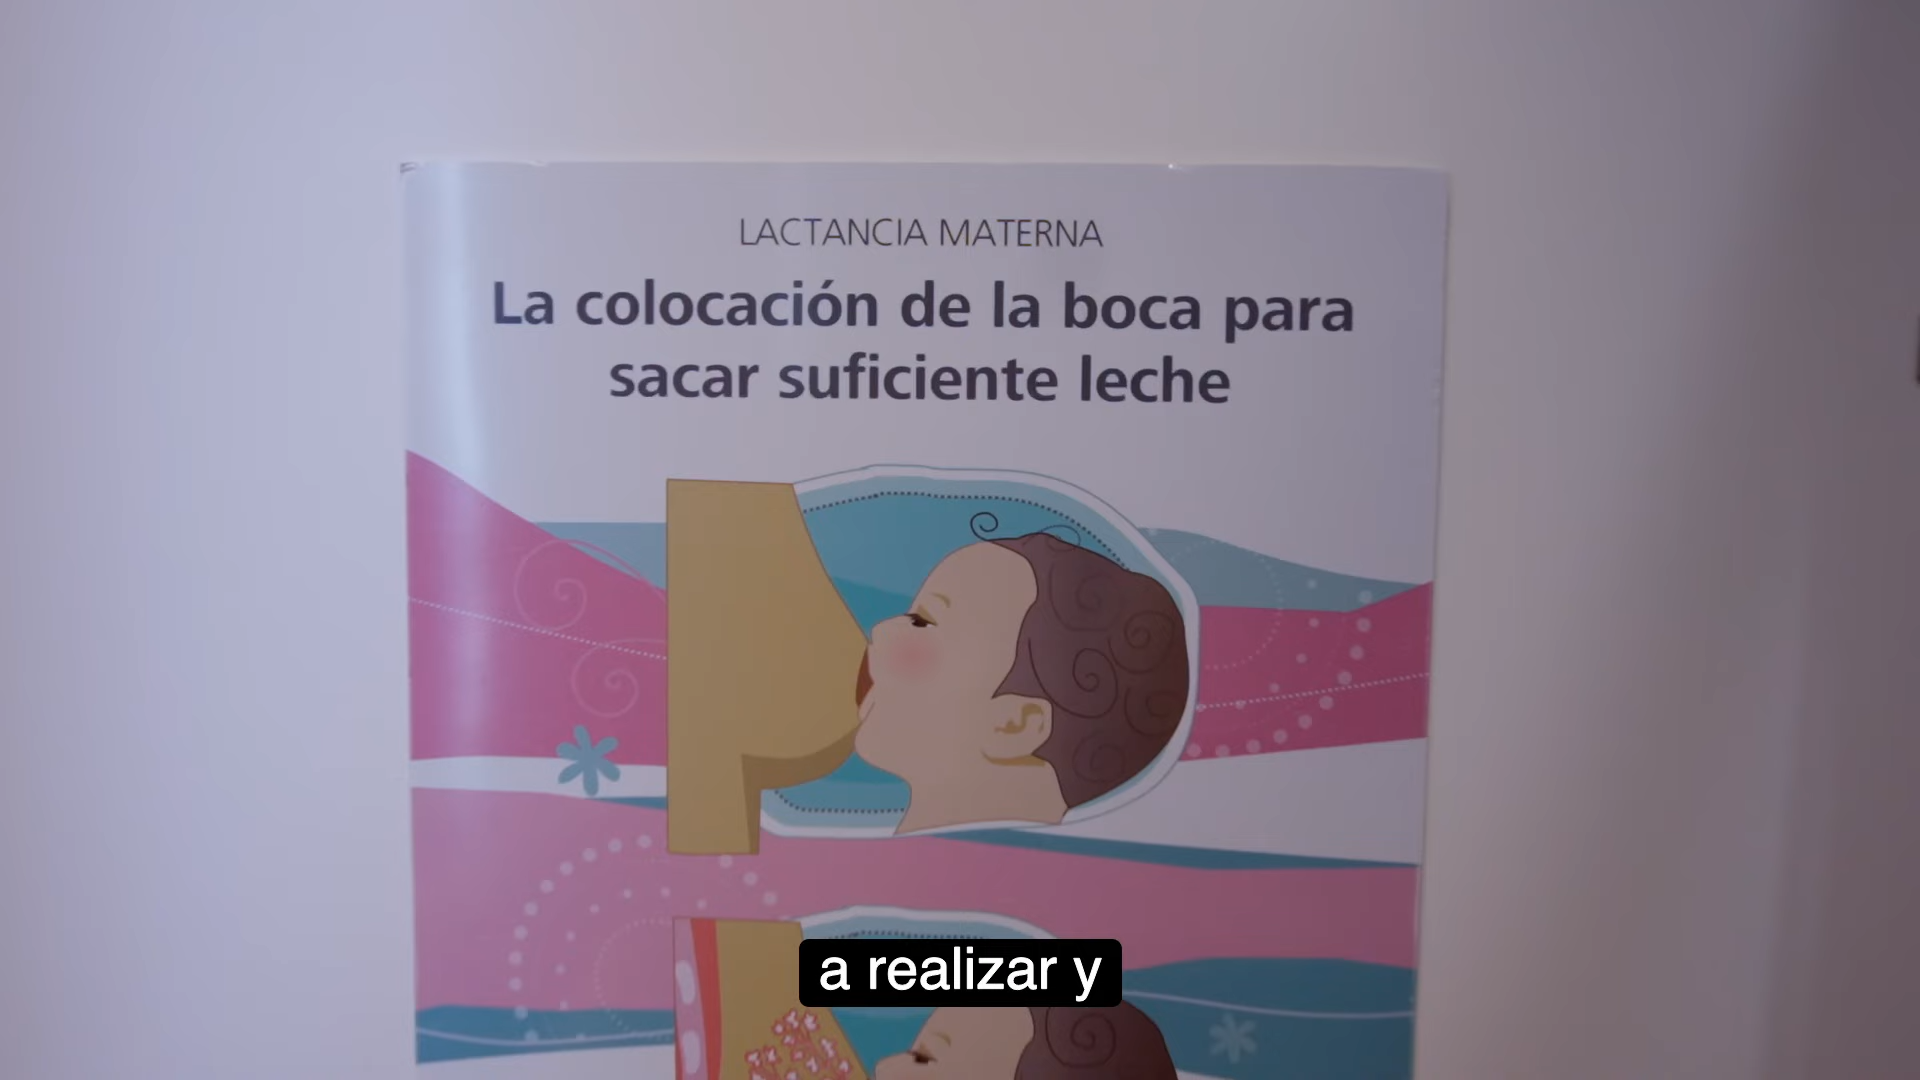 LACTANCIA MATERNA
La colocación de la boca para
sacar suficiente leche
a realizar y